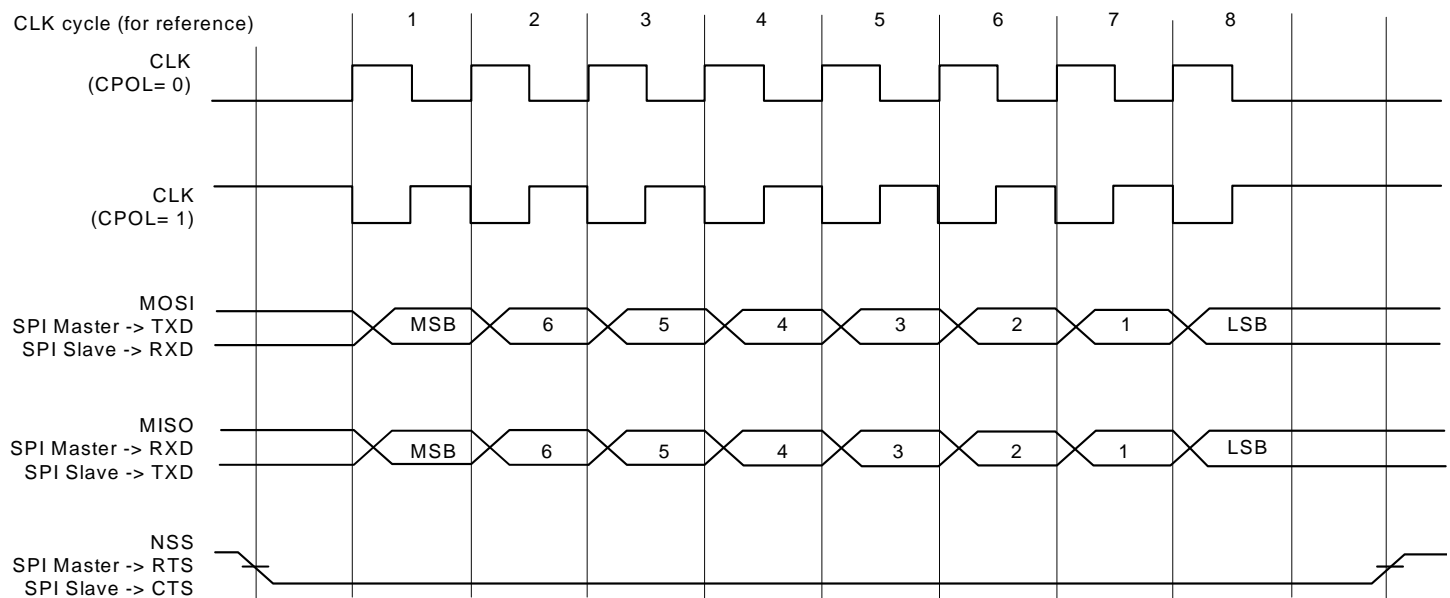 CLK cycle (for reference)
1 2 3 4 5 6 7 8
CLK
(CPOL= 0)
CLK
(CPOL= 1)
MOSI
SPI Master -> TXD
SPI Slave -> RXD
MSB 6 5 4 3 2 1 LSB
MISO
SPI Master -> RXD
SPI Slave -> TXD
MSB 6 5 4 3 2 1 LSB
NSS
SPI Master -> RTS
SPI Slave -> CTS